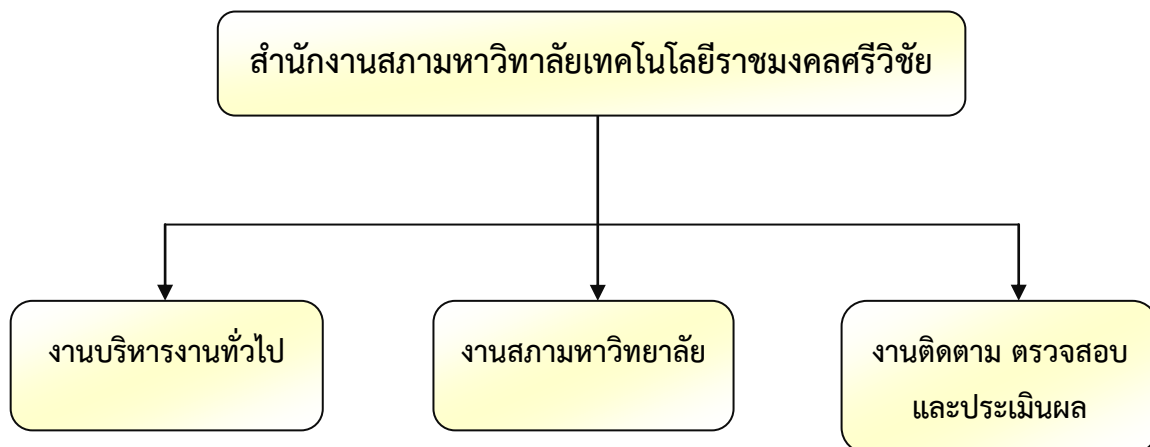 สำนักงานสภามหาวิทาลัยเทคโนโลยีราชมงคลศรีวิชัย
งานบริหารงานทั่วไป
งานสภามหาวิทยาลัย
งานติดตาม ตรวจสอบ
และประเมินผล